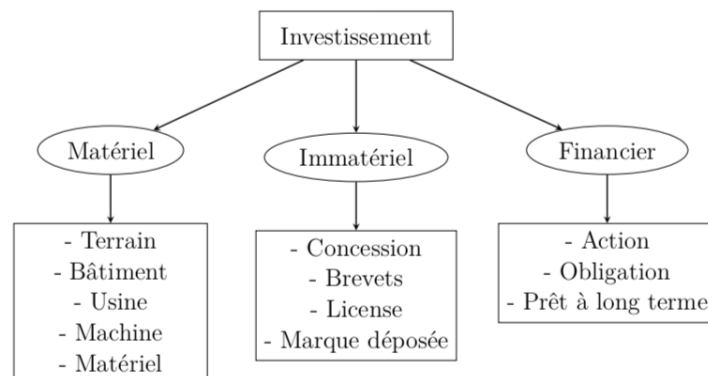 Investissement
Matériel
Immatériel
Financier
- Terrain
- Bâtiment
- Usine
- Machine
- Matériel
- Concession
- Brevets
- License
- Marque déposée
- Action
- Obligation
- Prêt à long terme